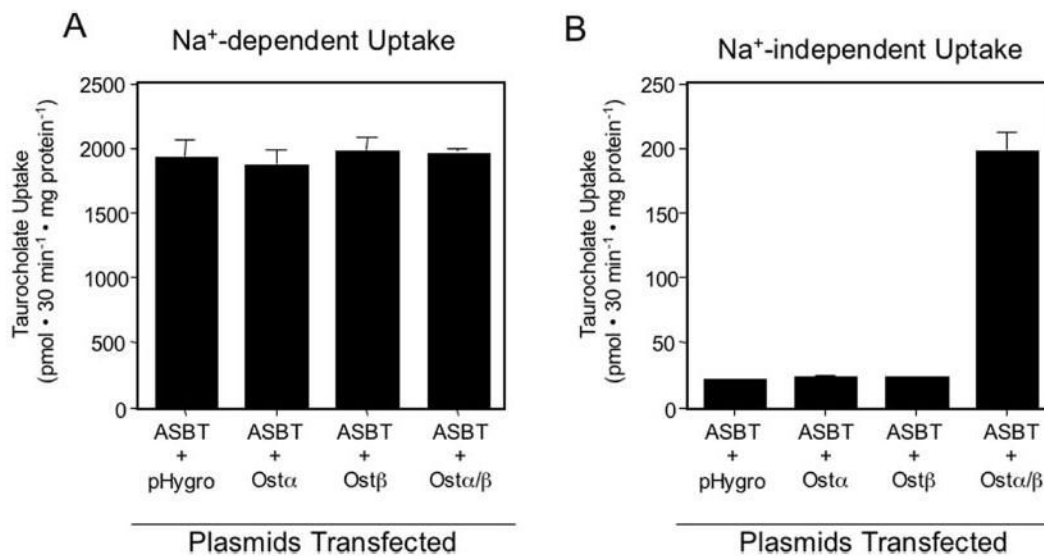 A
Na⁺-dependent Uptake
Taurocholate Uptake
(pmol • 30 min⁻¹ • mg protein⁻¹)
2500
2000
1500
1000
500
0
ASBT ASBT ASBT ASBT
+ + + +
pHygro Ostα Ostβ Ostα/β
Plasmids Transfected
B
Na⁺-independent Uptake
Taurocholate Uptake
(pmol • 30 min⁻¹ • mg protein⁻¹)
250
200
150
100
50
0
ASBT ASBT ASBT ASBT
+ + + +
pHygro Ostα Ostβ Ostα/β
Plasmids Transfected